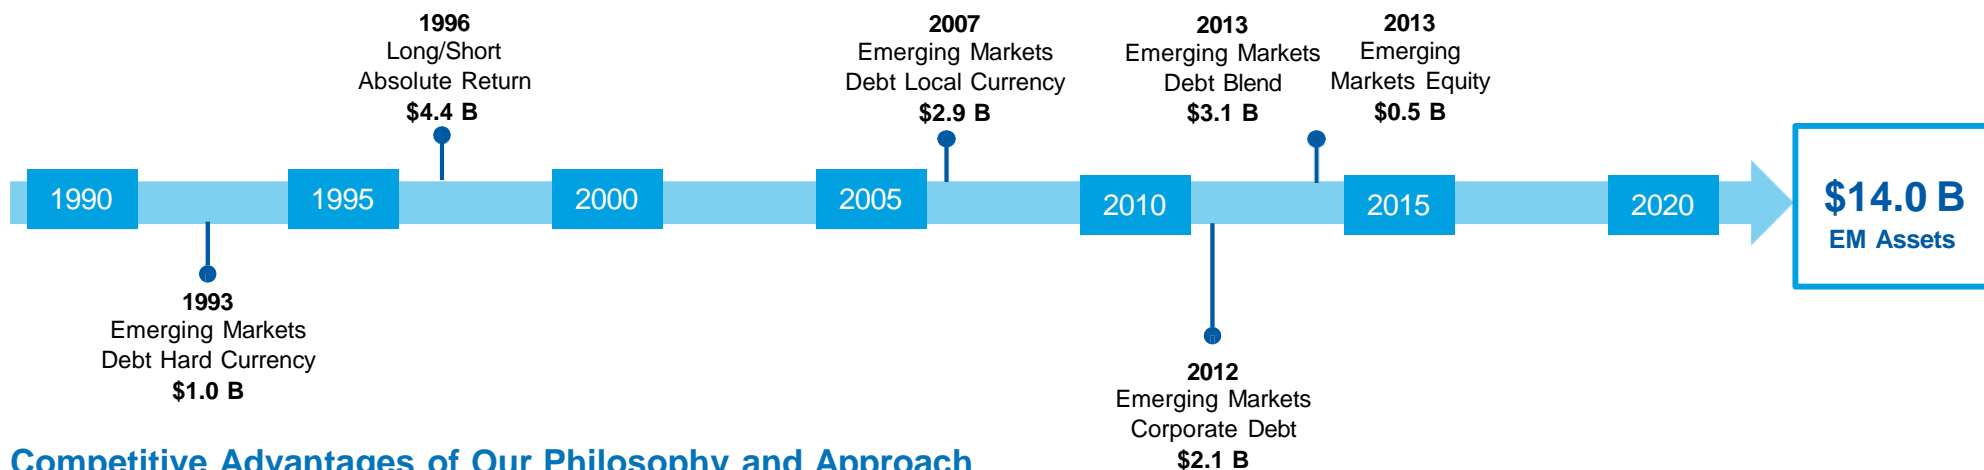 1996
Long/Short
Absolute Return
$4.4 B
2007
Emerging Markets
Debt Local Currency
$2.9 B
2013
Emerging Markets
Debt Blend
$3.1 B
2013
Emerging
Markets Equity
$0.5 B
1990
1995
2000
2005
2010
2015
2020
$14.0 B
EM Assets
1993
Emerging Markets
Debt Hard Currency
$1.0 B
2012
Emerging Markets
Corporate Debt
$2.1 B
Competitive Advantages of Our Philosophy and Approach